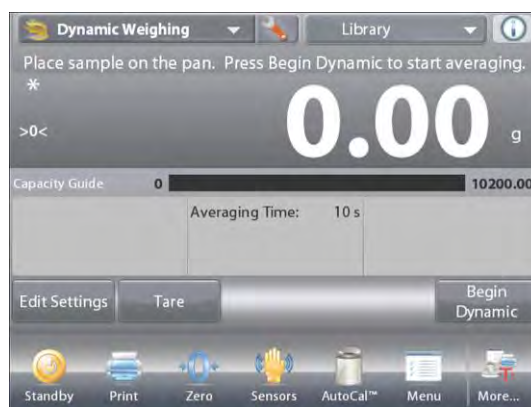 Dynamic Weighing Library
Place sample on the pan. Press Begin Dynamic to start averaging.
*
>0< 0.00 g
Capacity Guide 0 10200.00
Averaging Time: 10 s
Edit Settings Tare Begin Dynamic
Standby Print Zero Sensors AutoCal™ Menu More...